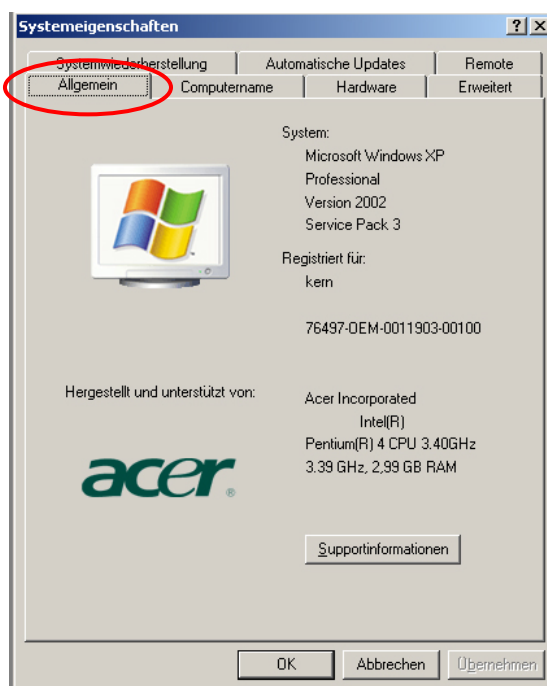 Systemeigenschaften
Systemwiederherstellung Automatische Updates Remote
Allgemein Computername Hardware Erweitert
System:
Microsoft Windows XP
Professional
Version 2002
Service Pack 3
Registriert für:
kern
76497-OEM-0011903-00100
Hergestellt und unterstützt von:
Acer Incorporated
Intel(R)
Pentium(R) 4 CPU 3.40GHz
3.39 GHz, 2,99 GB RAM
acer
Supportinformationen
OK Abbrechen Übernehmen